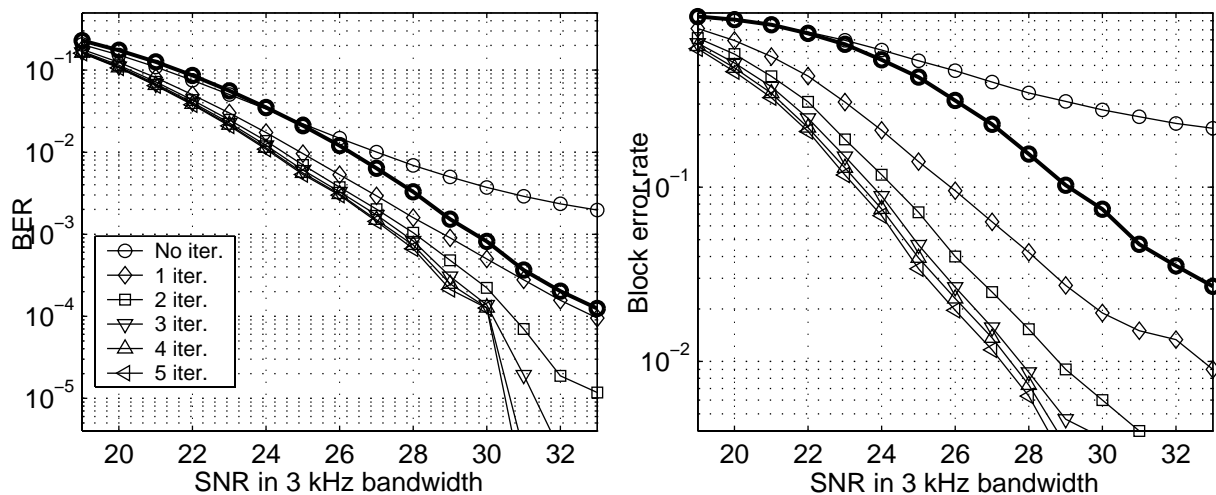 10⁻¹
10⁻²
10⁻³
10⁻⁴
10⁻⁵
BER
No iter.
1 iter.
2 iter.
3 iter.
4 iter.
5 iter.
20 22 24 26 28 30 32
SNR in 3 kHz bandwidth
10⁻¹
10⁻²
Block error rate
20 22 24 26 28 30 32
SNR in 3 kHz bandwidth